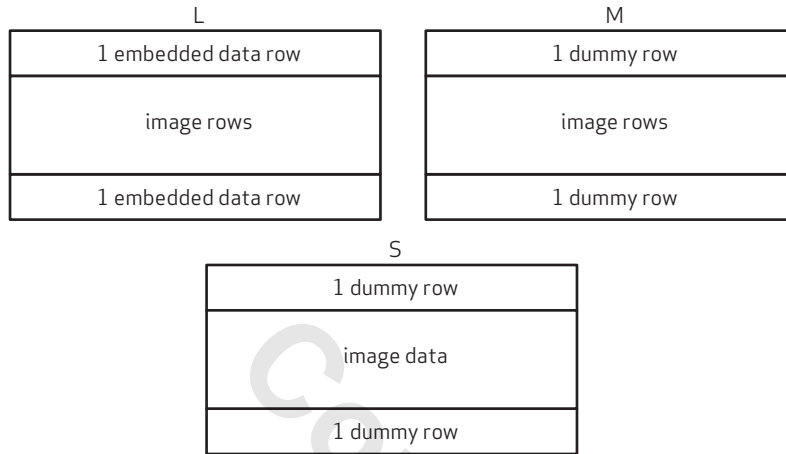 L
1 embedded data row
image rows
1 embedded data row
M
1 dummy row
image rows
1 dummy row
S
1 dummy row
image data
1 dummy row